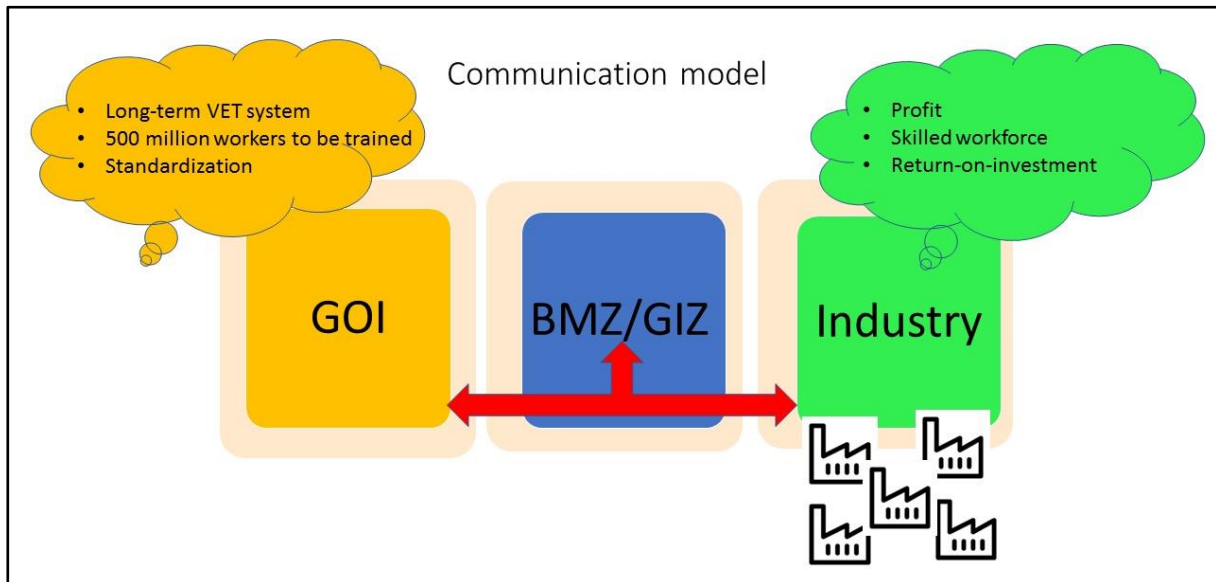 Communication model
• Long-term VET system
• 500 million workers to be trained
• Standardization
• Profit
• Skilled workforce
• Return-on-investment
GOI
BMZ/GIZ
Industry